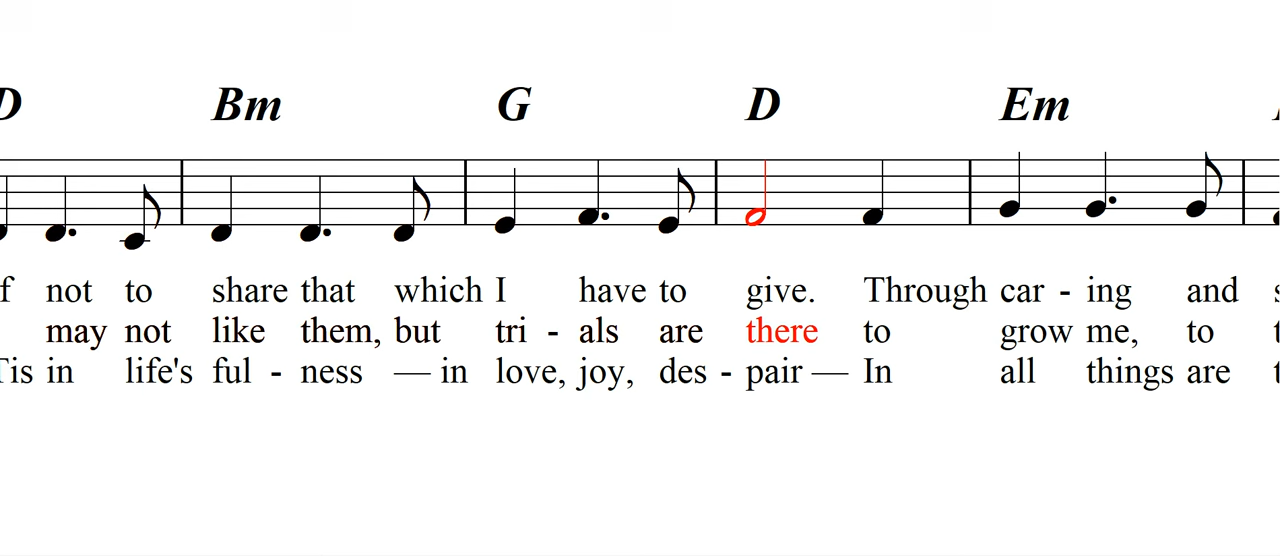 D Bm G D Em
f not to share that which I have to give. Through car - ing and s
may not like them, but tri - als are there to grow me, to t
Tis in life's ful - ness — in love, joy, des - pair — In all things are t